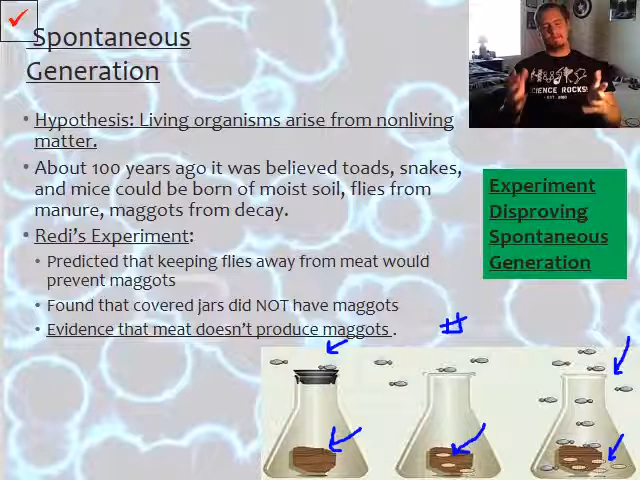 Spontaneous
Generation
• Hypothesis: Living organisms arise from nonliving
matter.
• About 100 years ago it was believed toads, snakes,
and mice could be born of moist soil, flies from
manure, maggots from decay.
• Redi's Experiment:
• Predicted that keeping flies away from meat would
prevent maggots
• Found that covered jars did NOT have maggots
• Evidence that meat doesn't produce maggots .
Experiment
Disproving
Spontaneous
Generation
SCIENCE ROCKS!